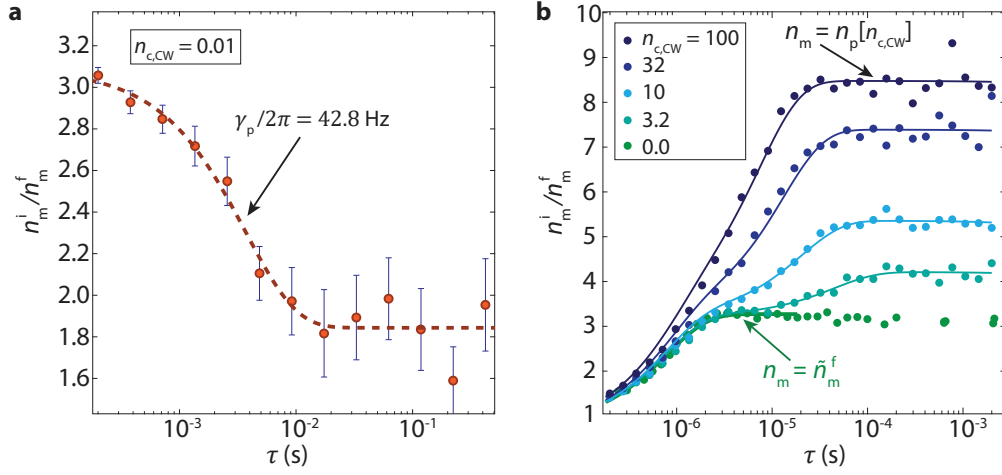 a
n_c,CW = 0.01
γ_p/2π = 42.8 Hz
n_m^i/n_m^f
3.2
3.0
2.8
2.6
2.4
2.2
2.0
1.8
1.6
10^-3
10^-2
10^-1
τ (s)
b
n_c,CW = 100
32
10
3.2
0.0
n_m = n_p[n_c,CW]
n_m = ñ_m^f
n_m^i/n_m^f
10
9
8
7
6
5
4
3
2
1
10^-6
10^-5
10^-4
10^-3
τ (s)